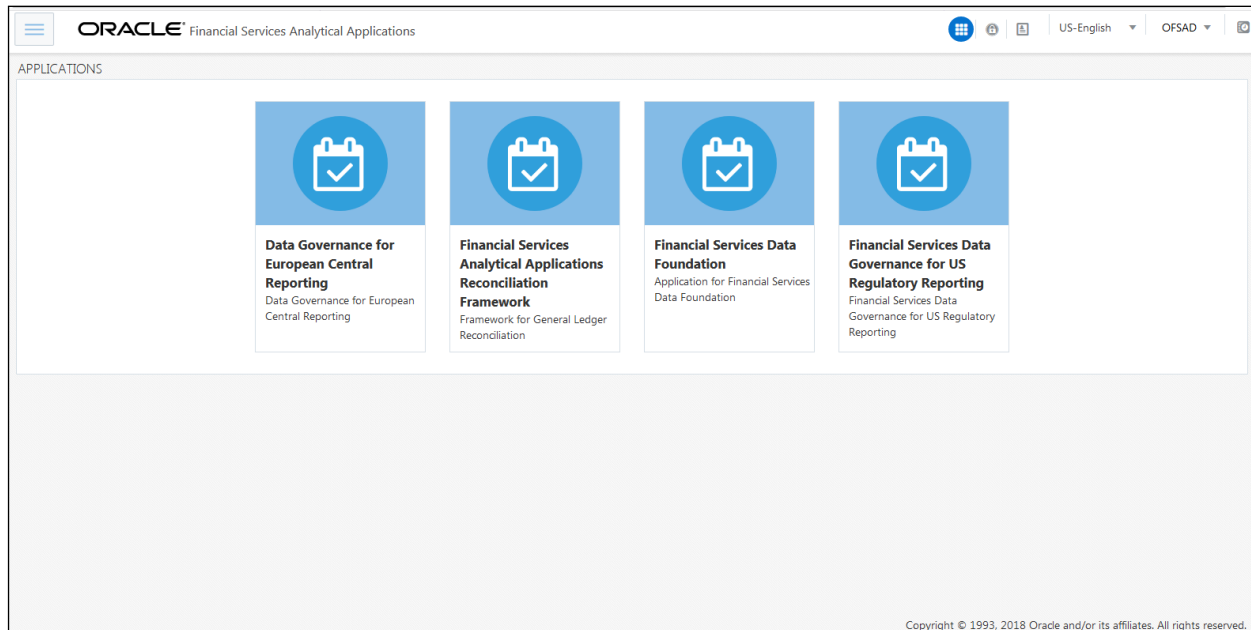 ORACLE® Financial Services Analytical Applications
US-English
OFSAD
APPLICATIONS
Data Governance for
European Central
Reporting
Data Governance for European
Central Reporting
Financial Services
Analytical Applications
Reconciliation
Framework
Framework for General Ledger
Reconciliation
Financial Services Data
Foundation
Application for Financial Services
Data Foundation
Financial Services Data
Governance for US
Regulatory Reporting
Financial Services Data
Governance for US Regulatory
Reporting
Copyright © 1993, 2018 Oracle and/or its affiliates. All rights reserved.